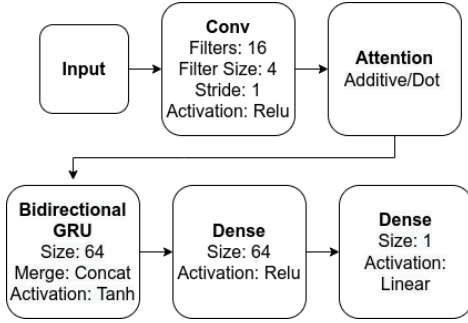 Input
Conv
Filters: 16
Filter Size: 4
Stride: 1
Activation: Relu
Attention
Additive/Dot
Bidirectional
GRU
Size: 64
Merge: Concat
Activation: Tanh
Dense
Size: 64
Activation: Relu
Dense
Size: 1
Activation:
Linear